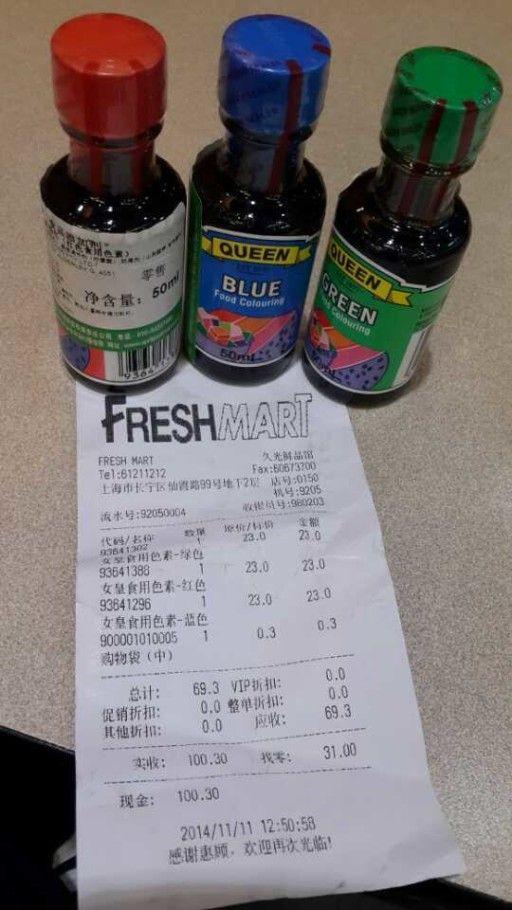 零售
净含量: 50ml
QUEEN
BLUE
Food Colouring
50ml
QUEEN
GREEN
Food Colouring
FRESHMART
FRESH MART 久光鲜品馆
Tel:61211212 Fax:60673700
上海市长宁区仙霞路99号地下2层 店号:0150
机号:9205
流水号:92050004 收银员号:980203
代码/名称 数量 原价/标价 金额
93641302 23.0 23.0
女皇食用色素-绿色
93641388 1 23.0 23.0
女皇食用色素-红色
93641296 1 23.0 23.0
女皇食用色素-蓝色
900001010005 1 0.3 0.3
购物袋（中）
总计: 69.3 VIP折扣: 0.0
促销折扣: 0.0 整单折扣: 0.0
其他折扣: 0.0 应收: 69.3
实收: 100.30 找零: 31.00
现金: 100.30
2014/11/11 12:50:58
感谢惠顾，欢迎再次光临!